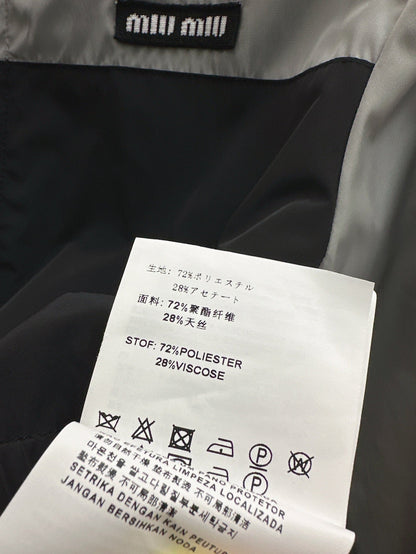 miu miu
生地: 72%ポリエステル
28%アセテート
面料: 72%聚酯纤维
28%天丝
STOF: 72%POLIESTER
28%VISCOSE
P
W
P
LIMPEZA LOCALIZADA
SETRIKA DENGAN KAIN PEUTUP
JANGAN BERSIHKAN NODA